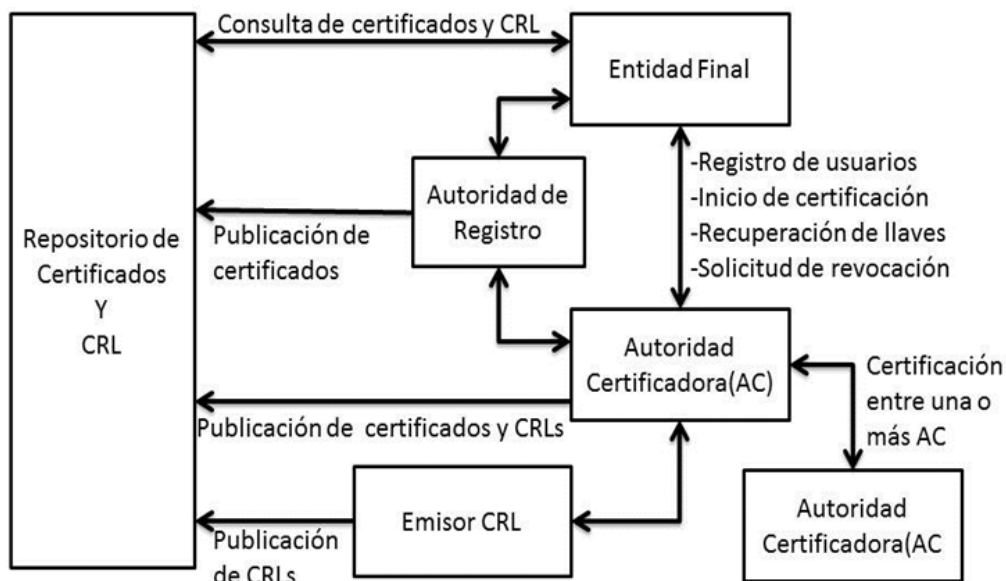 Consulta de certificados y CRL
Entidad Final
-Registro de usuarios
-Inicio de certificación
-Recuperación de llaves
-Solicitud de revocación
Autoridad de
Registro
Publicación de
certificados
Repositorio de
Certificados
Y
CRL
Autoridad
Certificadora(AC)
Certificación
entre una o
más AC
Publicación de certificados y CRLs
Emisor CRL
Publicación
de CRLs
Autoridad
Certificadora(AC